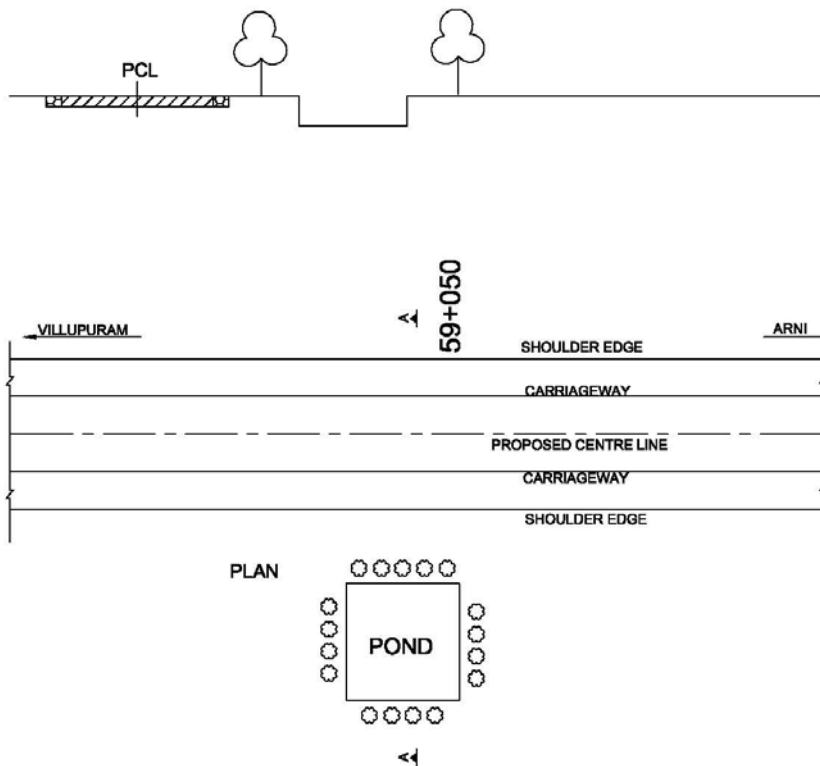 PCL
A
59+050
VILLUPURAM
ARNI
SHOULDER EDGE
CARRIAGEWAY
PROPOSED CENTRE LINE
CARRIAGEWAY
SHOULDER EDGE
PLAN
POND
A